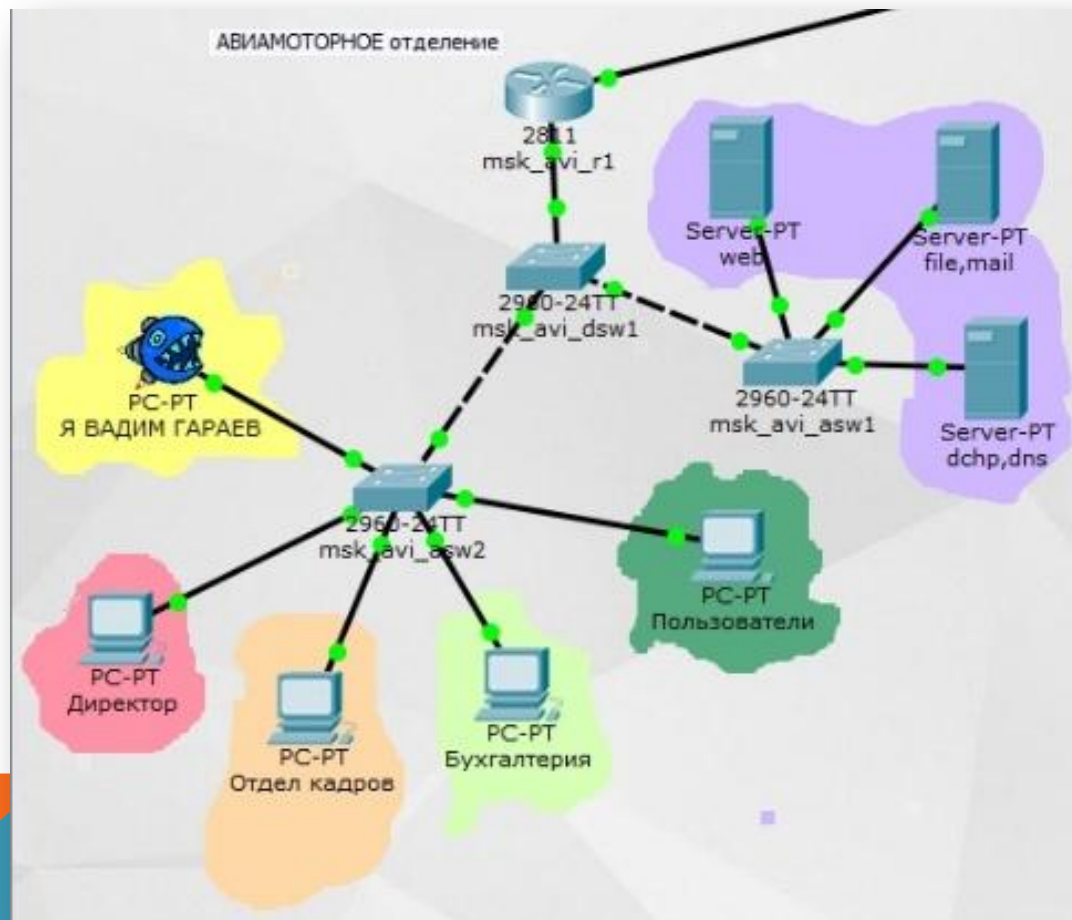 АВИАМОТОРНОЕ отделение
2811
msk_avi_r1
Server-PT
web
Server-PT
file,mail
2960-24TT
msk_avi_dsw1
PC-PT
Я ВАДИМ ГАРАЕВ
2960-24TT
msk_avi_asw1
Server-PT
dchp,dns
2960-24TT
msk_avi_asw2
PC-PT
Пользователи
PC-PT
Директор
PC-PT
Отдел кадров
PC-PT
Бухгалтерия